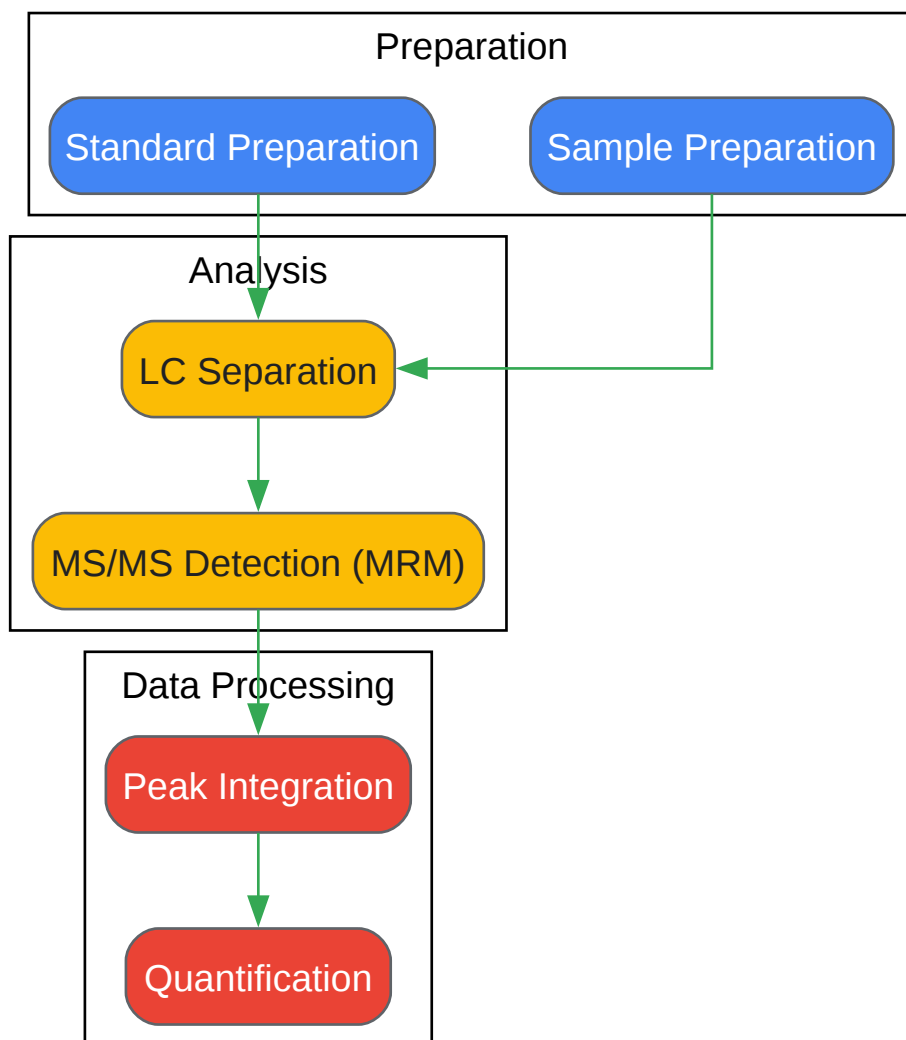 Preparation
Standard Preparation
Sample Preparation
Analysis
LC Separation
MS/MS Detection (MRM)
Data Processing
Peak Integration
Quantification